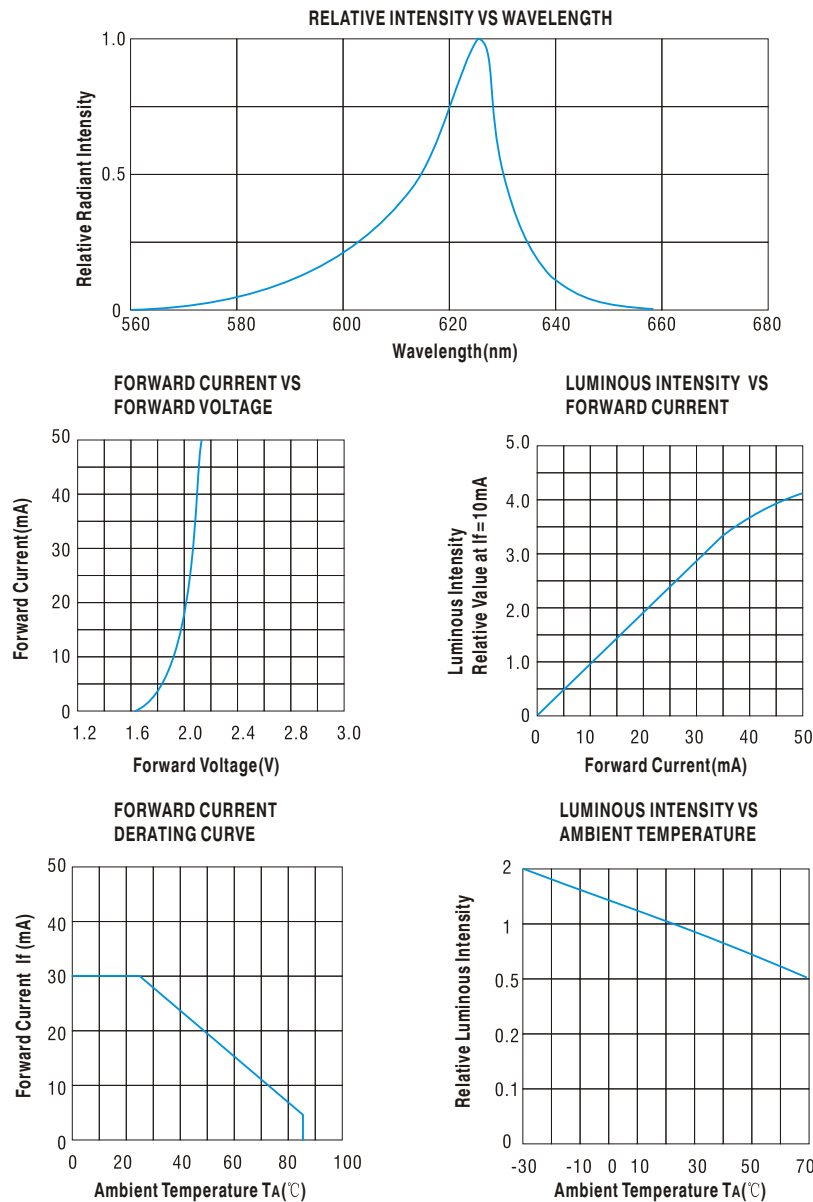 RELATIVE INTENSITY VS WAVELENGTH
1.0
0.5
0
Relative Radiant Intensity
560 580 600 620 640 660 680
Wavelength(nm)
FORWARD CURRENT VS
FORWARD VOLTAGE
50
40
30
20
10
0
Forward Current(mA)
1.2 1.6 2.0 2.4 2.8 3.0
Forward Voltage(V)
LUMINOUS INTENSITY VS
FORWARD CURRENT
5.0
4.0
3.0
2.0
1.0
0
Luminous Intensity
Relative Value at If=10mA
0 10 20 30 40 50
Forward Current(mA)
FORWARD CURRENT
DERATING CURVE
50
40
30
20
10
0
Forward Current If (mA)
0 20 40 60 80 100
Ambient Temperature TA(℃)
LUMINOUS INTENSITY VS
AMBIENT TEMPERATURE
2
1
0.5
0.2
0.1
0
Relative Luminous Intensity
-30 -10 0 10 30 50 70
Ambient Temperature TA(℃)